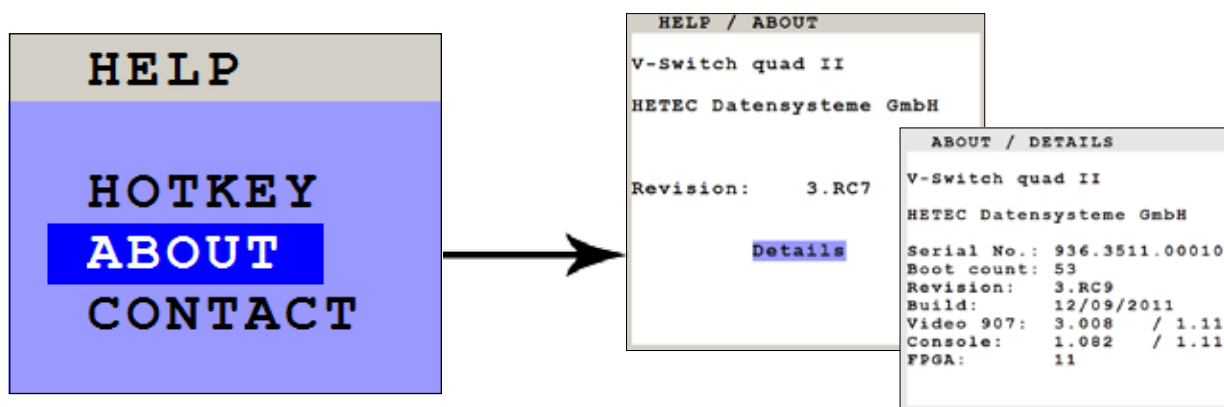 HELP
HOTKEY
ABOUT
CONTACT
HELP / ABOUT
V-Switch quad II
HETEC Datensysteme GmbH
Revision: 3.RC7
Details
ABOUT / DETAILS
V-Switch quad II
HETEC Datensysteme GmbH
Serial No.: 936.3511.00010
Boot count: 53
Revision: 3.RC9
Build: 12/09/2011
Video 907: 3.008 / 1.11
Console: 1.082 / 1.11
FPGA: 11